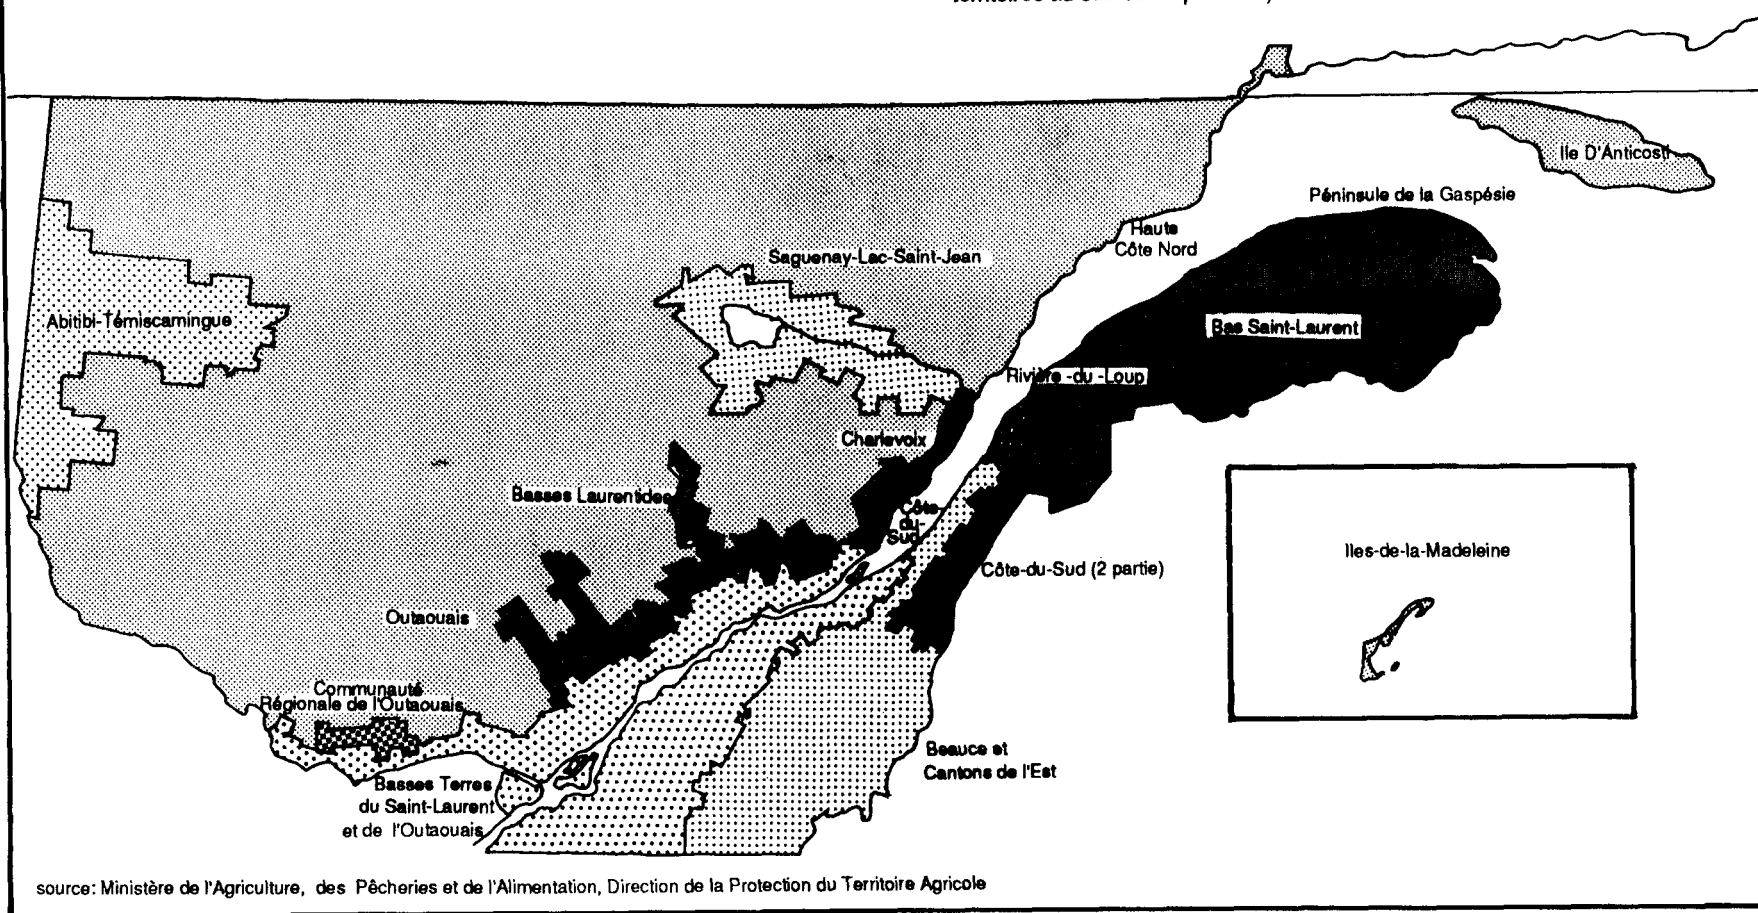 territoires du
Ile D'Anticosti
Péninsule de la Gaspésie
Haute
Côte Nord
Saguenay-Lac-Saint-Jean
Abitibi-Témiscamingue
Bas Saint-Laurent
Rivière -du -Loup
Charlevoix
Basses Laurentides
Côte-
du-
Sud
Iles-de-la-Madeleine
Côte-du-Sud (2 partie)
Outaouais
Communauté
Régionale de l'Outaouais
Beauce et
Cantons de l'Est
Basses Terres
du Saint-Laurent
et de l'Outaouais
source: Ministère de l'Agriculture, des Pêcheries et de l'Alimentation, Direction de la Protection du Territoire Agricole